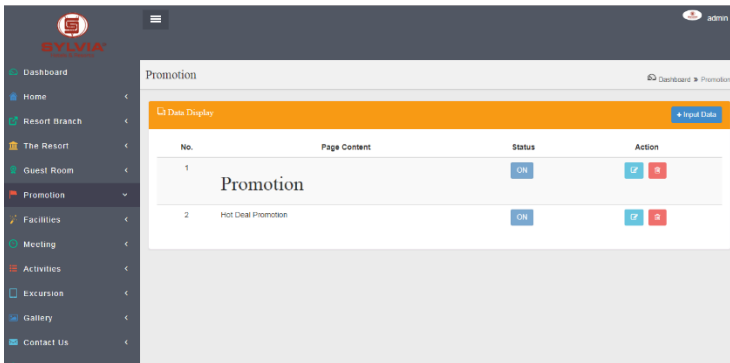 SYLVIA
admin
Dashboard
Home
Resort Branch
The Resort
Guest Room
Promotion
Facilities
Meeting
Activities
Excursion
Gallery
Contact Us
Promotion
Dashboard » Promotion
Data Display
+ Input Data
No. Page Content Status Action
1 Promotion ON
2 Hot Deal Promotion ON